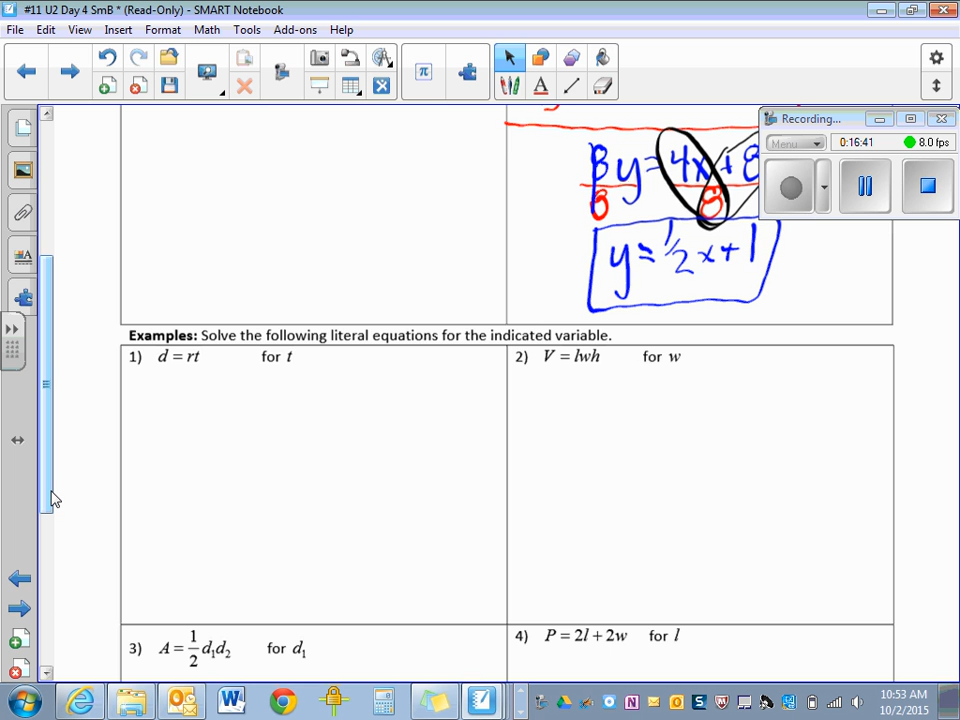 #11 U2 Day 4 SmB * (Read-Only) - SMART Notebook
File Edit View Insert Format Math Tools Add-ons Help
π
A
Recording...
Menu 0:16:41 8.0 fps
8y = 4x + 8
8 8
y = 1/2 x + 1
Examples: Solve the following literal equations for the indicated variable.
1) d = rt for t
2) V = lwh for w
3) A = 1/2 d₁d₂ for d₁
4) P = 2l + 2w for l
10:53 AM
10/2/2015